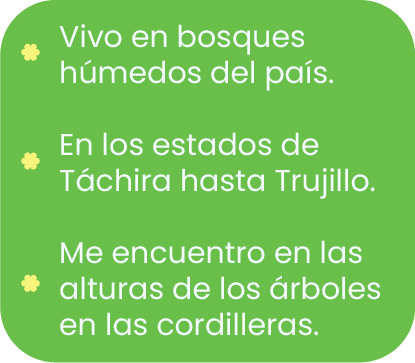 Vivo en bosques
húmedos del país.
En los estados de
Táchira hasta Trujillo.
Me encuentro en las
alturas de los árboles
en las cordilleras.